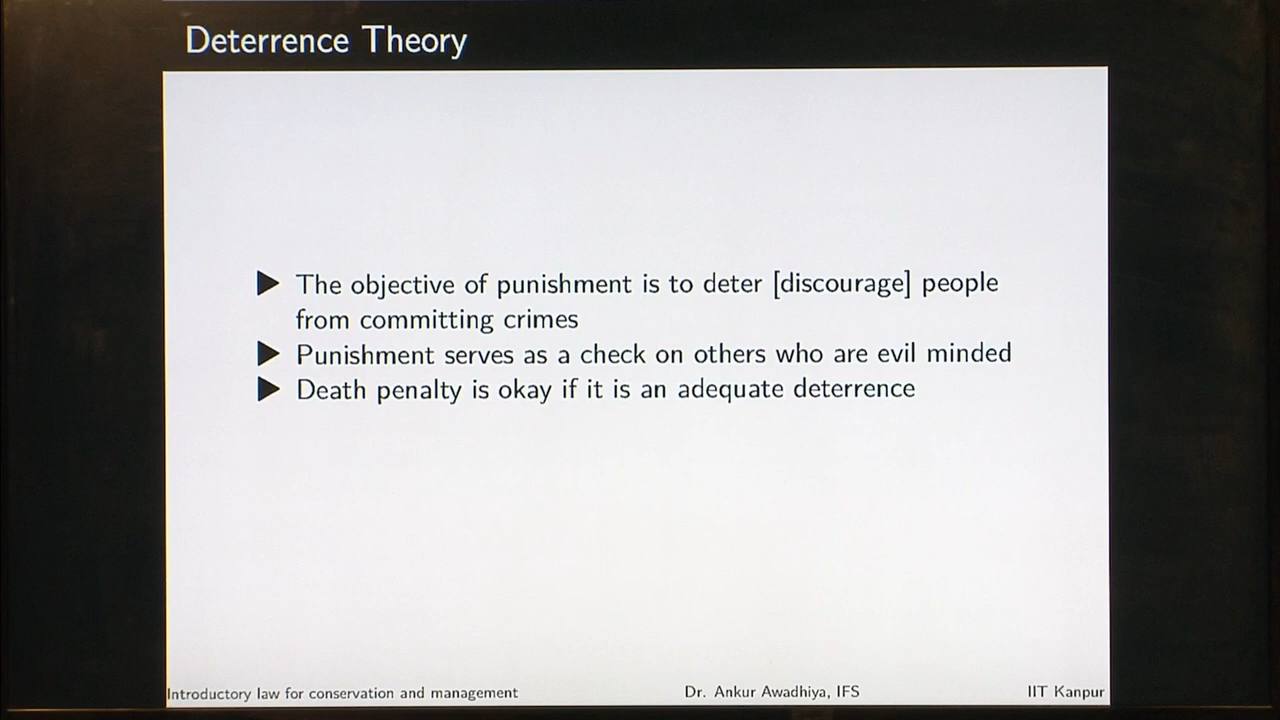 Deterrence Theory
▶ The objective of punishment is to deter [discourage] people
from committing crimes
▶ Punishment serves as a check on others who are evil minded
▶ Death penalty is okay if it is an adequate deterrence
Introductory law for conservation and management Dr. Ankur Awadhiya, IFS IIT Kanpur